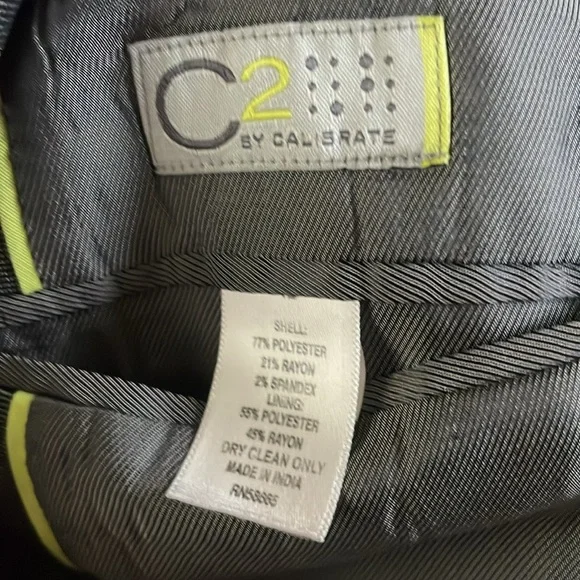 C2
BY CALIBRATE
SHELL:
77% POLYESTER
21% RAYON
2% SPANDEX
LINING:
55% POLYESTER
45% RAYON
DRY CLEAN ONLY
MADE IN INDIA
RN58665